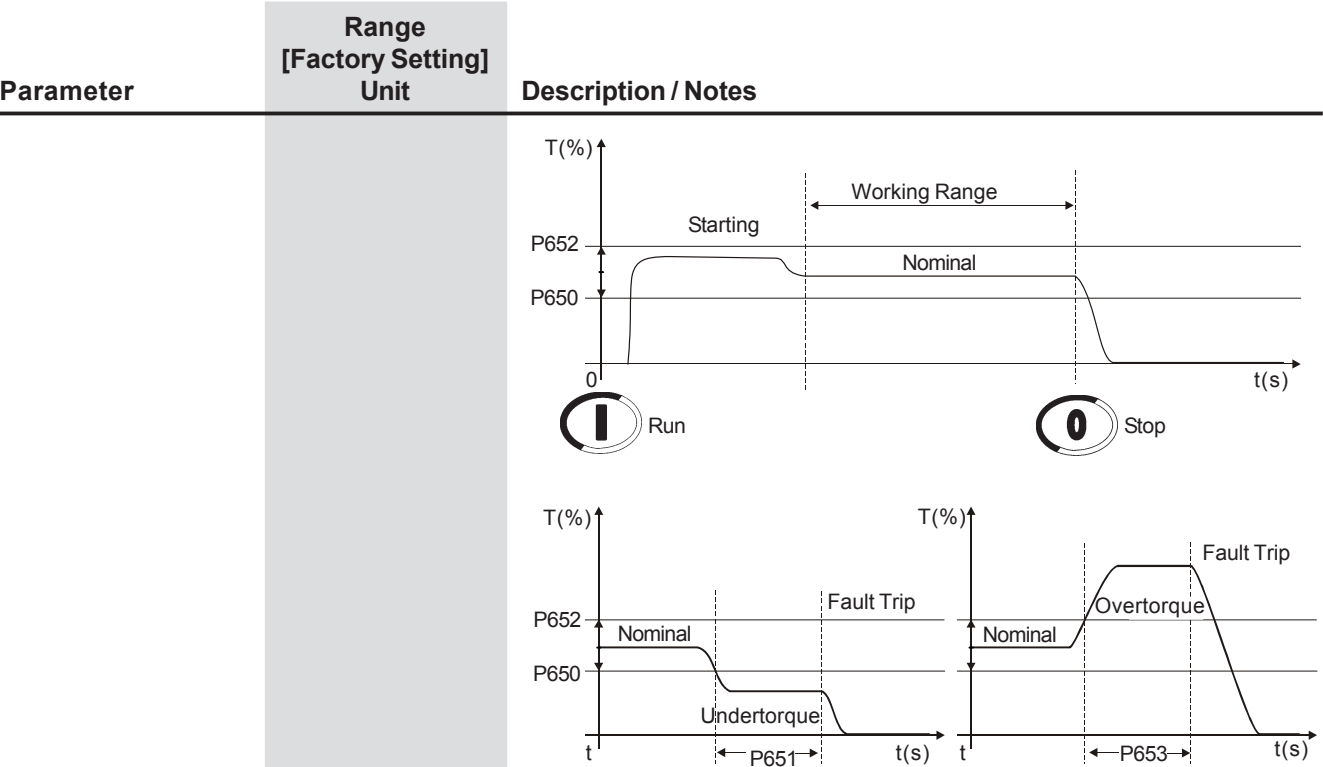 Range
[Factory Setting]
Parameter Unit Description / Notes
T(%)
Working Range
Starting
P652
Nominal
P650
0
t(s)
I Run
0 Stop
T(%)
Fault Trip
P652
Nominal
P650
Undertorque
t
P651
t(s)
T(%)
Fault Trip
Overtorque
Nominal
t
P653
t(s)